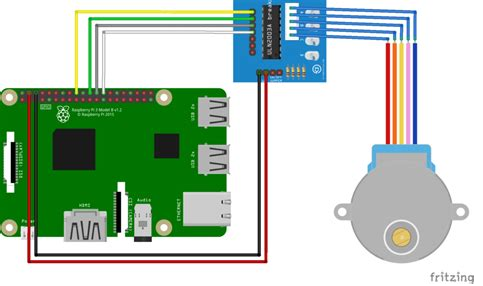 ULN2003A break
Raspberry Pi 3 Model B v1.2
© Raspberry Pi 2015
USB 2x
USB 2x
ETHERNET
HDMI
Audio
Power
fritzing